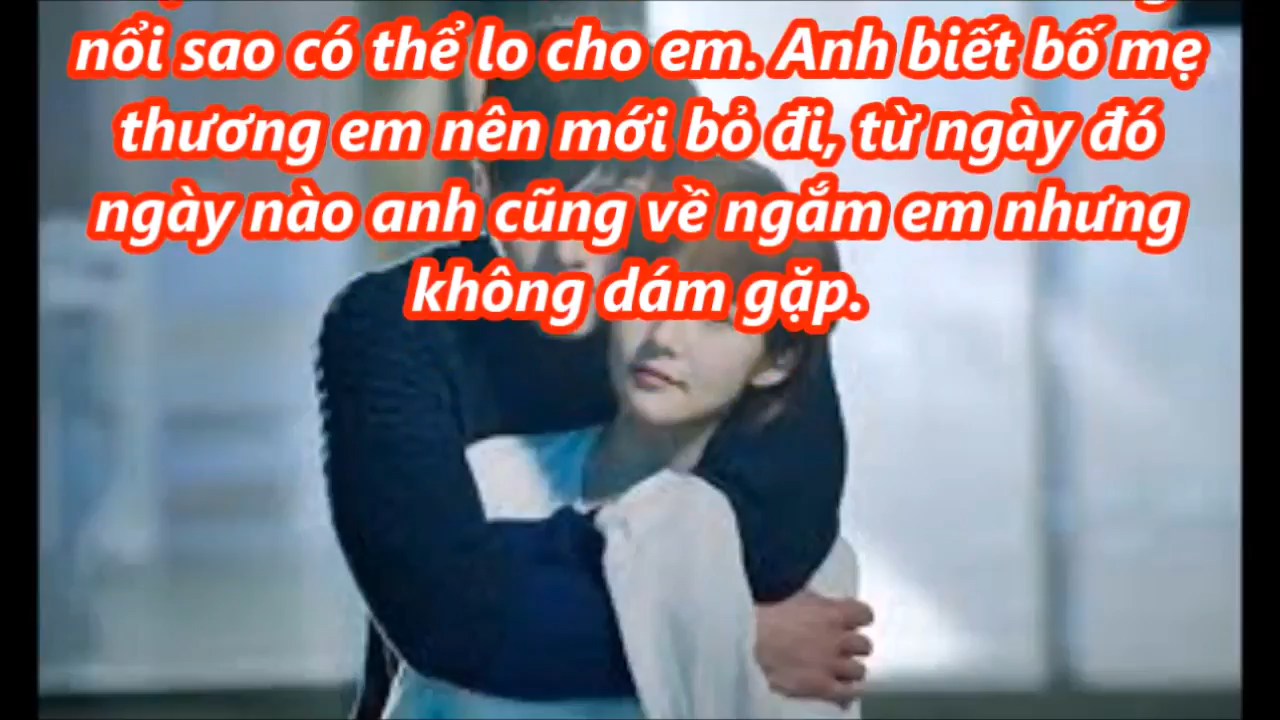 nổi sao có thể lo cho em. Anh biết bố mẹ
thương em nên mới bỏ đi, từ ngày đó
ngày nào anh cũng về ngắm em nhưng
không dám gặp.